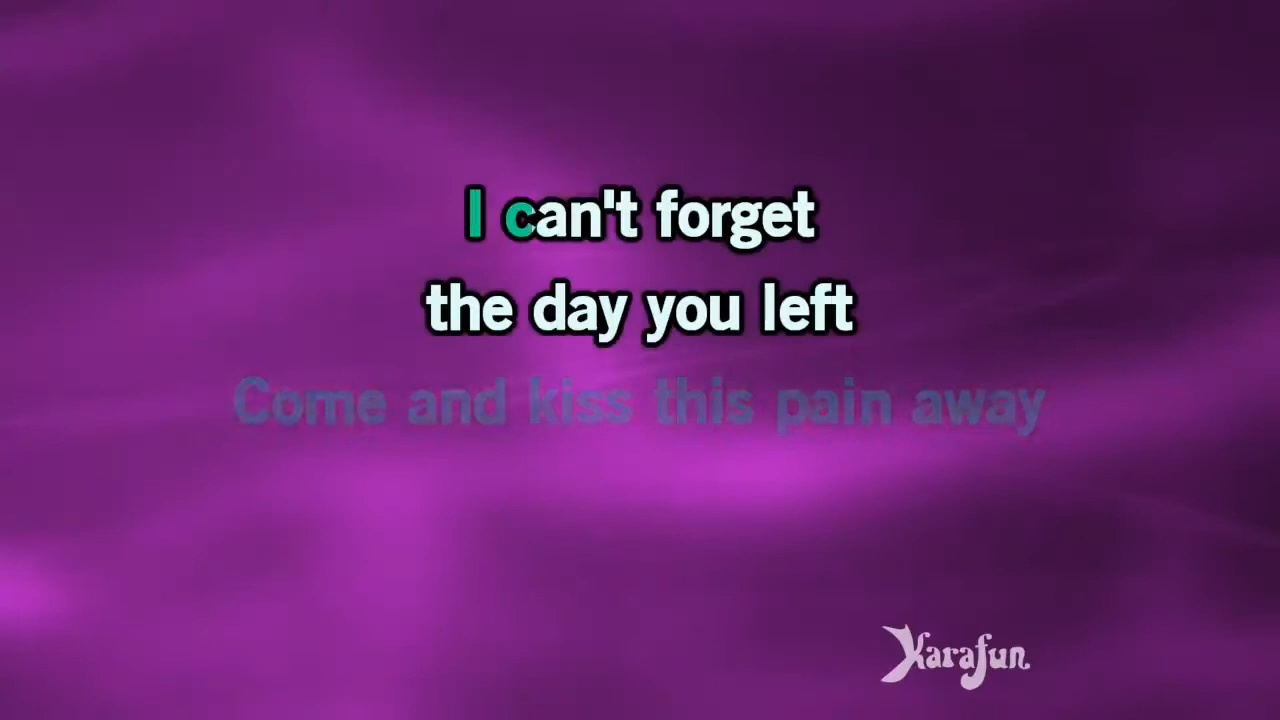 I can't forget
the day you left
Come and kiss this pain away
Karafun